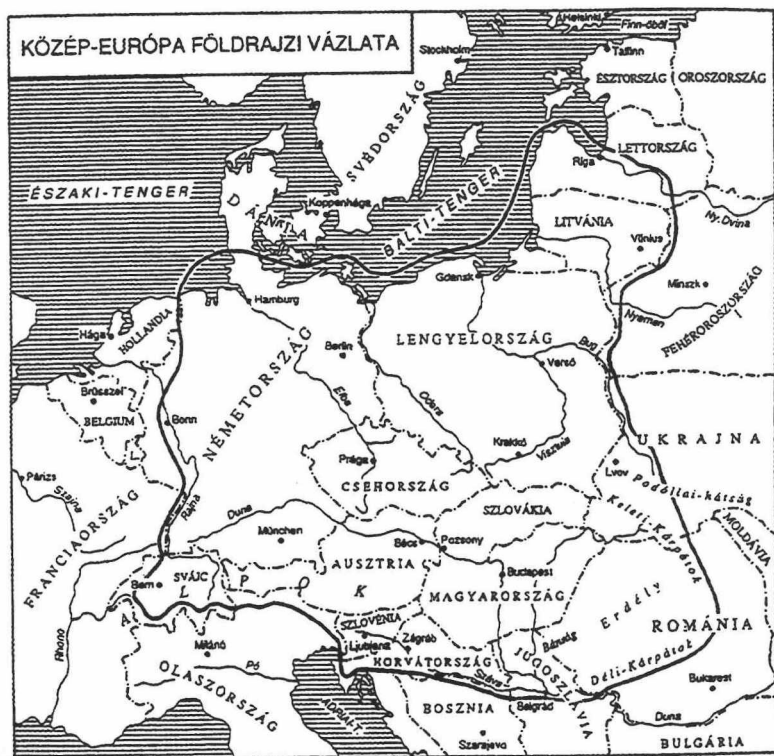 KÖZÉP-EURÓPA FÖLDRAJZI VÁZLATA
Helsinki
Finn-öböl
Stockholm
Tallinn
ÉSZTORSZÁG
OROSZORSZÁG
SVÉDORSZÁG
LETTORSZÁG
Riga
ÉSZAKI-TENGER
DÁNIA
Koppenhága
BALTI-TENGER
LITVÁNIA
Ny. Dvina
Vilnius
Gdansk
Minszk
Hamburg
Nyeman
FEHÉROROSZORSZÁG
HOLLANDIA
Hága
LENGYELORSZÁG
Bug
Berlin
Varsó
NÉMETORSZÁG
Brüsszel
BELGIUM
Bonn
Elba
Odera
UKRAJNA
Krakkó
Visztula
Prága
Lvov
Párizs
Szajna
CSEHORSZÁG
Podóliai-hátság
Rajna
Duna
SZLOVÁKIA
Keleti-Kárpátok
MOLDÁVIA
FRANCIAORSZÁG
München
Bécs
Pozsony
AUSZTRIA
Budapest
Bern
SVÁJC
ALPOK
MAGYARORSZÁG
Erdély
SZLOVÉNIA
ROMÁNIA
Rhone
Milánó
Ljubljana
Zágráb
Bánság
Pó
HORVÁTORSZÁG
JUGOSZLÁVIA
Déli-Kárpátok
OLASZORSZÁG
Száva
Bukarest
ADRIAI T.
BOSZNIA
Belgrád
Duna
Szarajevo
BULGÁRIA